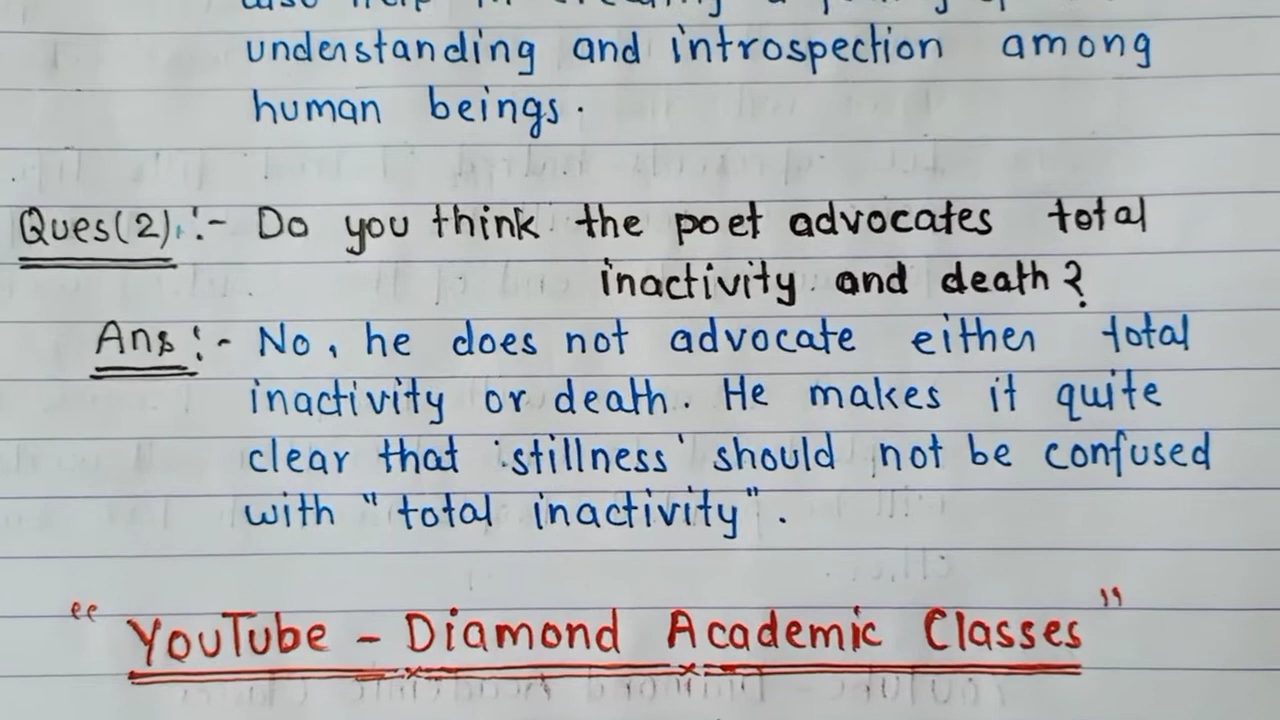 understanding and introspection among
human beings.
Ques(2):- Do you think the poet advocates total
inactivity and death?
Ans:- No, he does not advocate either total
inactivity or death. He makes it quite
clear that 'stillness' should not be confused
with "total inactivity".
"YouTube - Diamond Academic Classes"